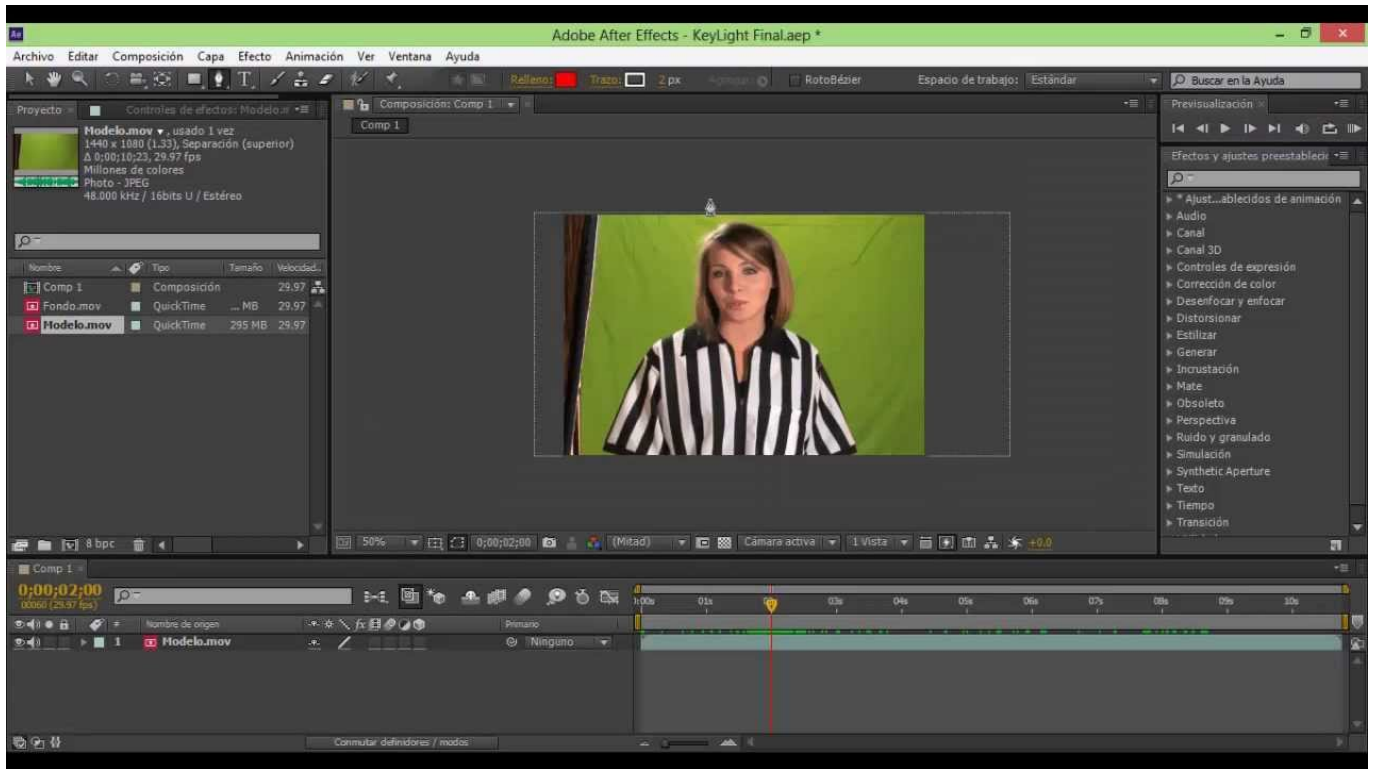 Ae
Adobe After Effects - KeyLight Final.aep *
Archivo Editar Composición Capa Efecto Animación Ver Ventana Ayuda
T Relleno: Trazo: 2 px RotoBézier Espacio de trabajo: Estándar Buscar en la Ayuda
Proyecto Controles de efectos: Modelo
Composición: Comp 1
Previsualización
Comp 1
Modelo.mov , usado 1 vez
1440 x 1080 (1.33), Separación (superior)
Δ 0;00;10;23, 29.97 fps
Millones de colores
Photo - JPEG
48.000 kHz / 16bits U / Estéreo
Efectos y ajustes preestableci
* Ajust...ablecidos de animación
Audio
Canal
Canal 3D
Controles de expresión
Corrección de color
Desenfocar y enfocar
Distorsionar
Estilizar
Generar
Incrustación
Mate
Obsoleto
Perspectiva
Ruido y granulado
Simulación
Synthetic Aperture
Texto
Tiempo
Transición
Nombre Tipo Tamaño Velocidad...
Comp 1 Composición 29.97
Fondo.mov QuickTime ... MB 29.97
Modelo.mov QuickTime 295 MB 29.97
8 bpc
50% 0;00;02;00 (Mitad) Cámara activa 1 Vista +0.0
Comp 1
0;00;02;00
00060 (29.97 fps)
01s 03s 04s 05s 06s 07s 08s 09s 10s
# Nombre de origen fx Primario
1 Modelo.mov Ninguno
Conmutar definidores / modos